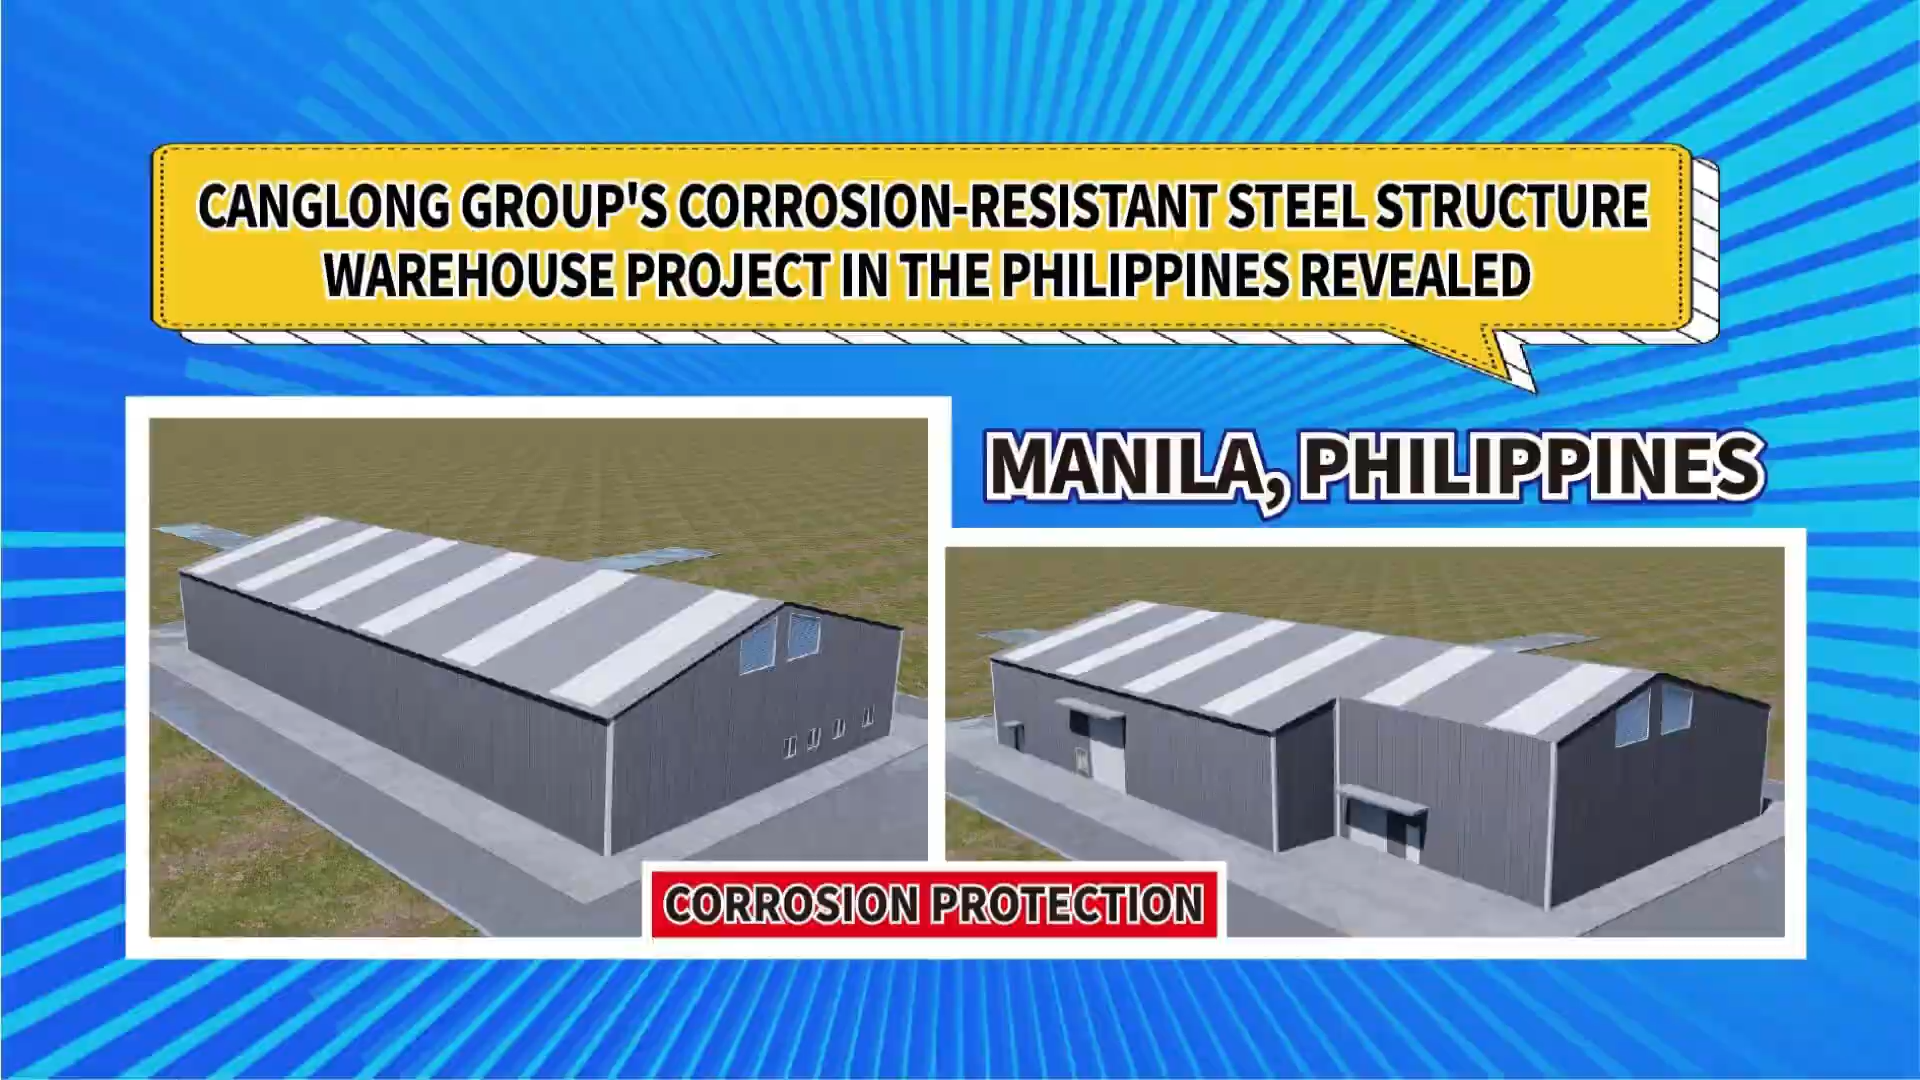 CANGLONG GROUP'S CORROSION-RESISTANT STEEL STRUCTURE
WAREHOUSE PROJECT IN THE PHILIPPINES REVEALED
MANILA, PHILIPPINES
CORROSION PROTECTION